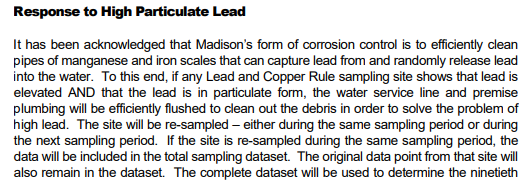 Response to High Particulate Lead
It has been acknowledged that Madison's form of corrosion control is to efficiently clean
pipes of manganese and iron scales that can capture lead from and randomly release lead
into the water.  To this end, if any Lead and Copper Rule sampling site shows that lead is
elevated AND that the lead is in particulate form, the water service line and premise
plumbing will be efficiently flushed to clean out the debris in order to solve the problem of
high lead.  The site will be re-sampled – either during the same sampling period or during
the next sampling period.  If the site is re-sampled during the same sampling period, the
data will be included in the total sampling dataset.  The original data point from that site will
also remain in the dataset.  The complete dataset will be used to determine the ninetieth